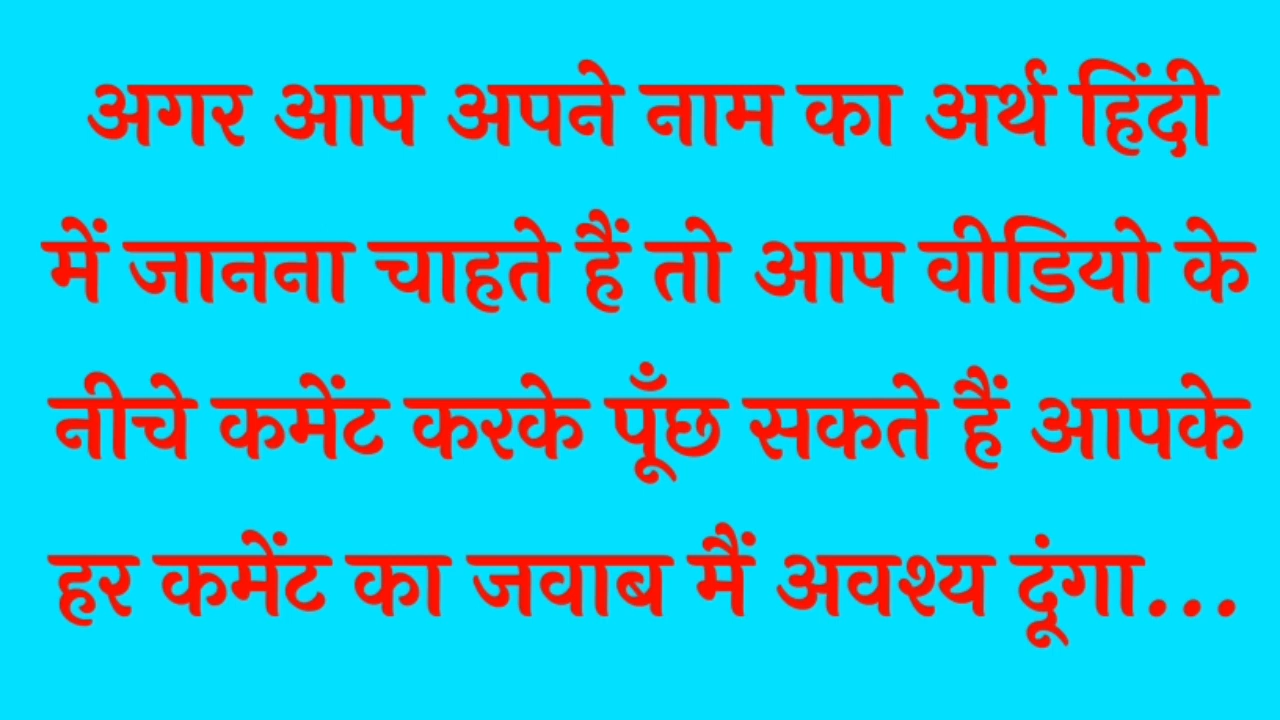 अगर आप अपने नाम का अर्थ हिंदी
में जानना चाहते हैं तो आप वीडियो के
नीचे कमेंट करके पूँछ सकते हैं आपके
हर कमेंट का जवाब मैं अवश्य दूंगा...